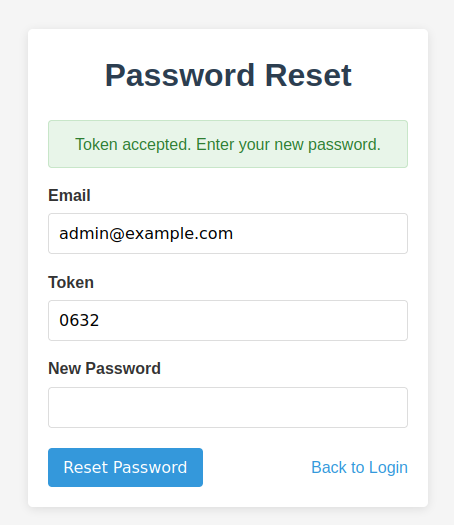 Password Reset
Token accepted. Enter your new password.
Email
admin@example.com
Token
0632
New Password
Reset Password
Back to Login